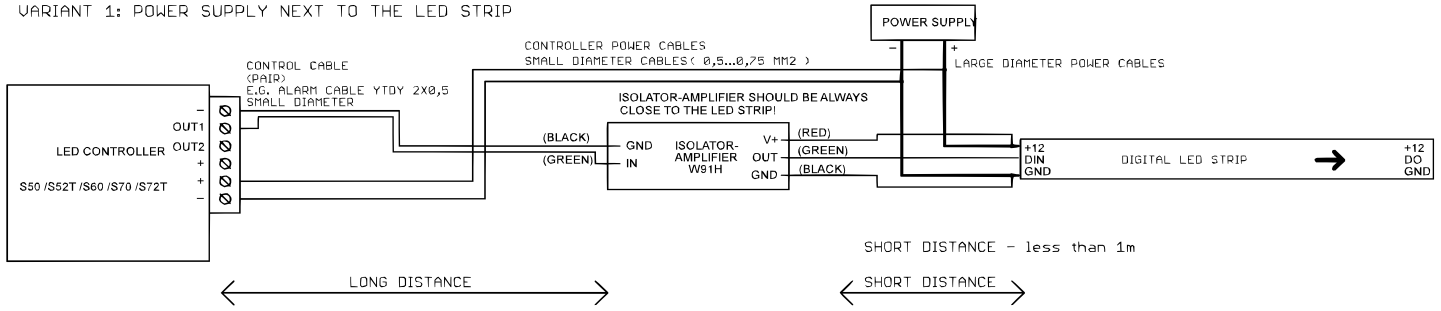 VARIANT 1: POWER SUPPLY NEXT TO THE LED STRIP
POWER SUPPLY
–
+
CONTROLLER POWER CABLES
SMALL DIAMETER CABLES( 0,5...0,75 MM2 )
LARGE DIAMETER POWER CABLES
CONTROL CABLE
(PAIR)
E.G. ALARM CABLE YTDY 2X0,5
SMALL DIAMETER
ISOLATOR-AMPLIFIER SHOULD BE ALWAYS
CLOSE TO THE LED STRIP!
LED CONTROLLER
S50 /S52T /S60 /S70 /S72T
–
OUT1
OUT2
+
+
–
(BLACK)
(GREEN)
GND
IN
ISOLATOR-
AMPLIFIER
W91H
V+
OUT
GND
(RED)
(GREEN)
(BLACK)
+12
DIN
GND
DIGITAL LED STRIP
+12
DO
GND
SHORT DISTANCE – less than 1m
LONG DISTANCE
SHORT DISTANCE